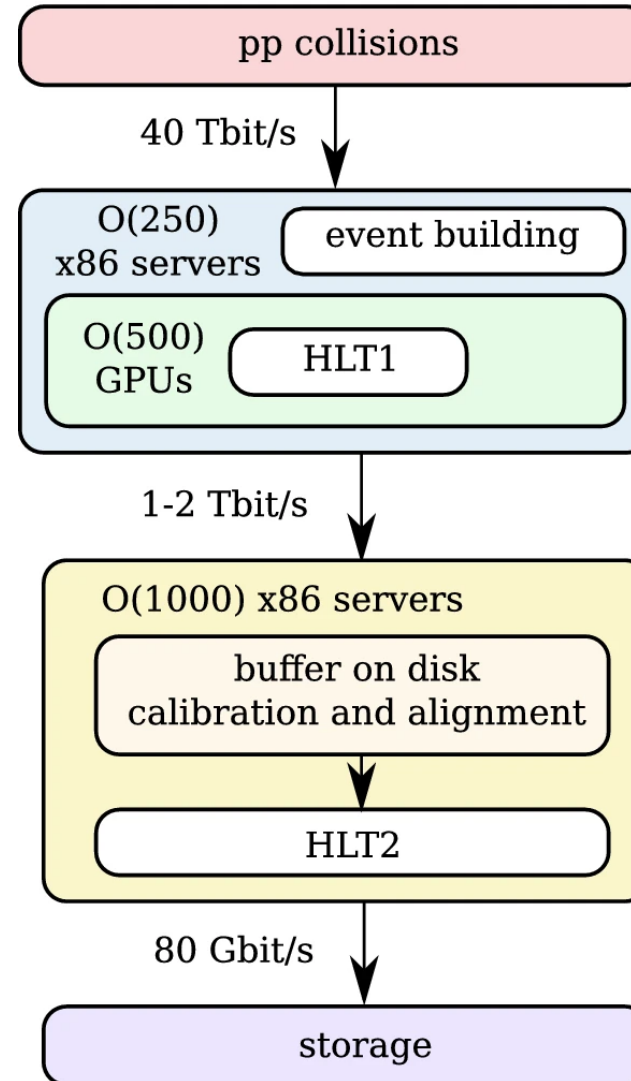 pp collisions
40 Tbit/s
O(250)
x86 servers
event building
O(500)
GPUs
HLT1
1-2 Tbit/s
O(1000) x86 servers
buffer on disk
calibration and alignment
HLT2
80 Gbit/s
storage